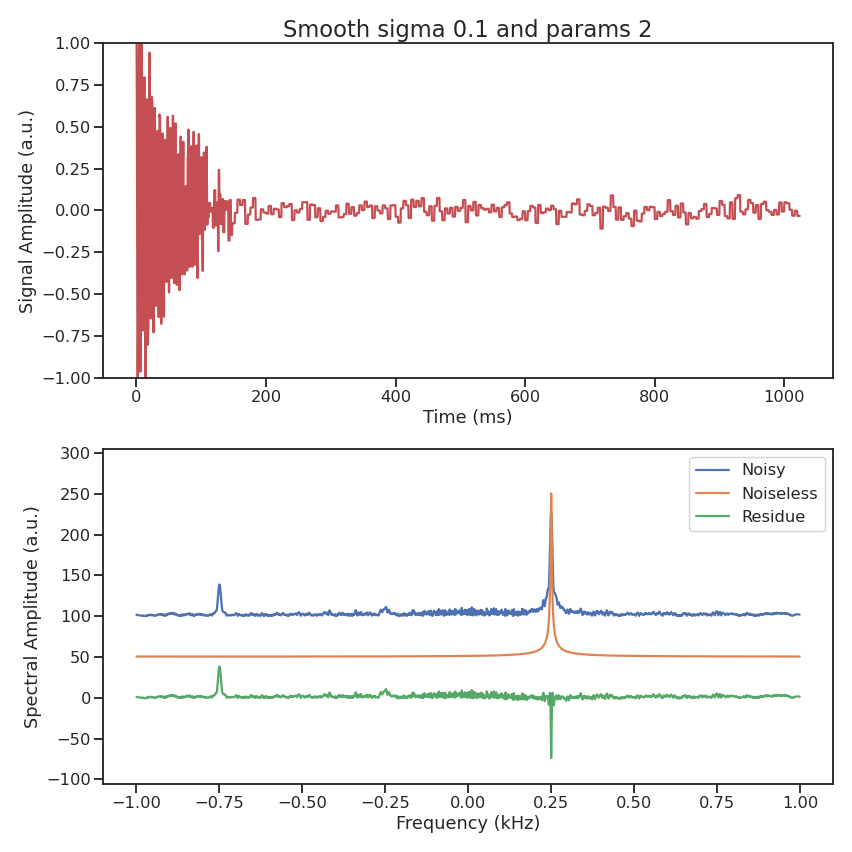 Smooth sigma 0.1 and params 2
1.00
0.75
0.50
0.25
0.00
−0.25
−0.50
−0.75
−1.00
Signal Amplitude (a.u.)
0 200 400 600 800 1000
Time (ms)
300
250
200
150
100
50
0
−50
−100
Spectral Amplitude (a.u.)
Noisy
Noiseless
Residue
−1.00 −0.75 −0.50 −0.25 0.00 0.25 0.50 0.75 1.00
Frequency (kHz)